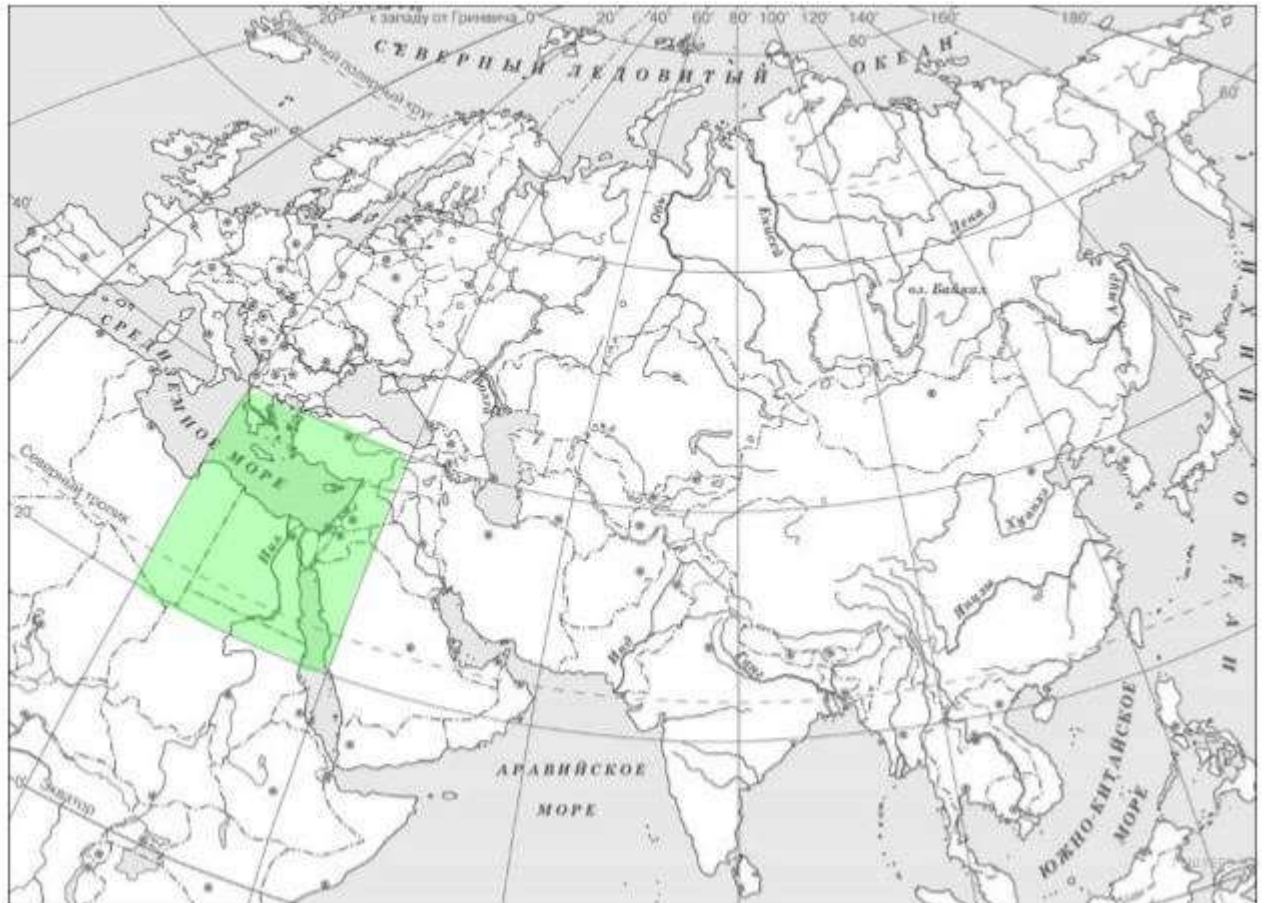 20°
к западу от Гринвича
0°
20°
40°
60°
80°
100°
120°
140°
160°
180°
80°
60°
СЕВЕРНЫЙ ЛЕДОВИТЫЙ ОКЕАН
Северный полярный круг
40°
Обь
Енисей
Лена
оз. Байкал
Амур
ТИХИЙ ОКЕАН
СРЕДИЗЕМНОЕ МОРЕ
Волга
Северный тропик
20°
Нил
Хуанхэ
Янцзы
Инд
Ганг
АРАВИЙСКОЕ
МОРЕ
ЮЖНО-КИТАЙСКОЕ
МОРЕ
0°
Экватор